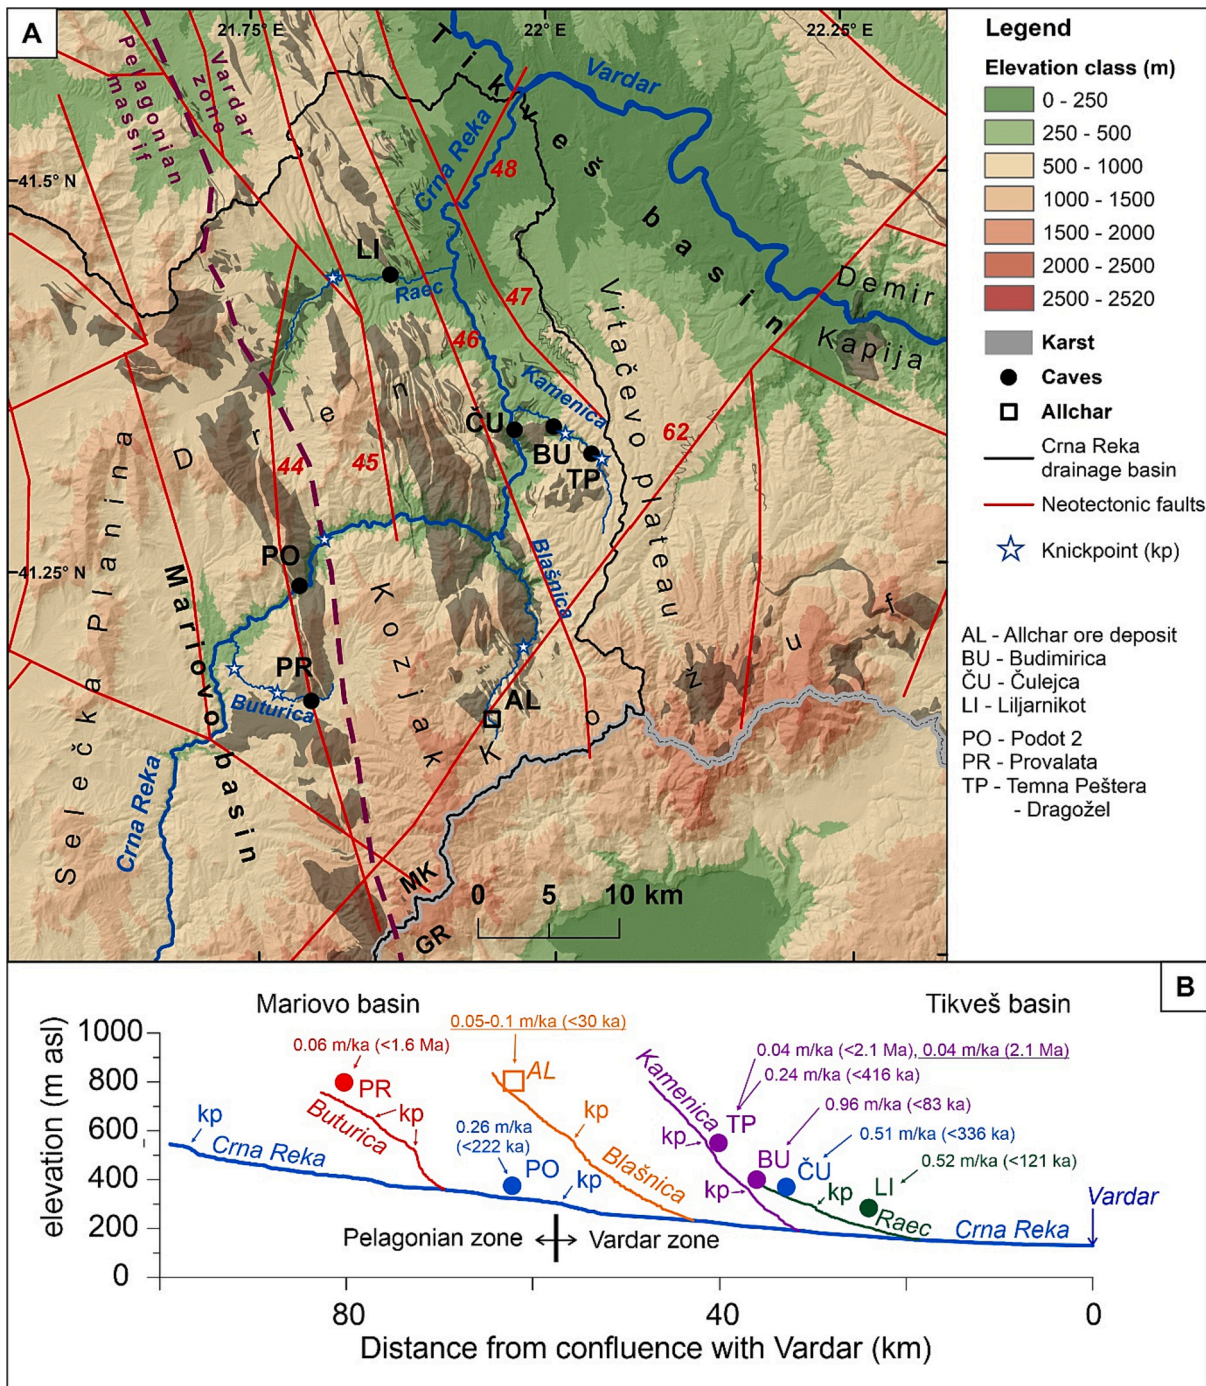 A
21.75° E
22° E
22.25° E
Legend
Elevation class (m)
0 - 250
250 - 500
500 - 1000
1000 - 1500
1500 - 2000
2000 - 2500
2500 - 2520
Karst
Caves
Allchar
Crna Reka
drainage basin
Neotectonic faults
Knickpoint (kp)
AL - Allchar ore deposit
BU - Budimirica
ČU - Čulejca
LI - Liljarnikot
PO - Podot 2
PR - Provalata
TP - Temna Peštera
- Dragožel
Pelagonian
massif
Vardar
zone
Tikveš basin
Vardar
Crna Reka
48
41.5° N
LI
Raec
47
46
Demir
Kapija
Vitačevo plateau
Kamenica
ČU
BU
TP
62
Dren
44
45
Selečka Planina
PO
41.25° N
Mariovo basin
Kozjak
Blašnica
PR
Buturica
AL
Kožuf
Crna Reka
MK
GR
0 5 10 km
B
Mariovo basin
Tikveš basin
elevation (m asl)
1000
800
600
400
200
0
0.06 m/ka (<1.6 Ma)
PR
kp
Buturica
kp
Crna Reka
0.05-0.1 m/ka (<30 ka)
AL
kp
Blašnica
0.26 m/ka
(<222 ka)
PO
kp
0.04 m/ka (<2.1 Ma), 0.04 m/ka (2.1 Ma)
0.24 m/ka (<416 ka)
Kamenica
TP
kp
0.96 m/ka (<83 ka)
BU
kp
0.51 m/ka (<336 ka)
ČU
0.52 m/ka (<121 ka)
LI
kp
Raec
Crna Reka
Vardar
Pelagonian zone
Vardar zone
80
40
0
Distance from confluence with Vardar (km)